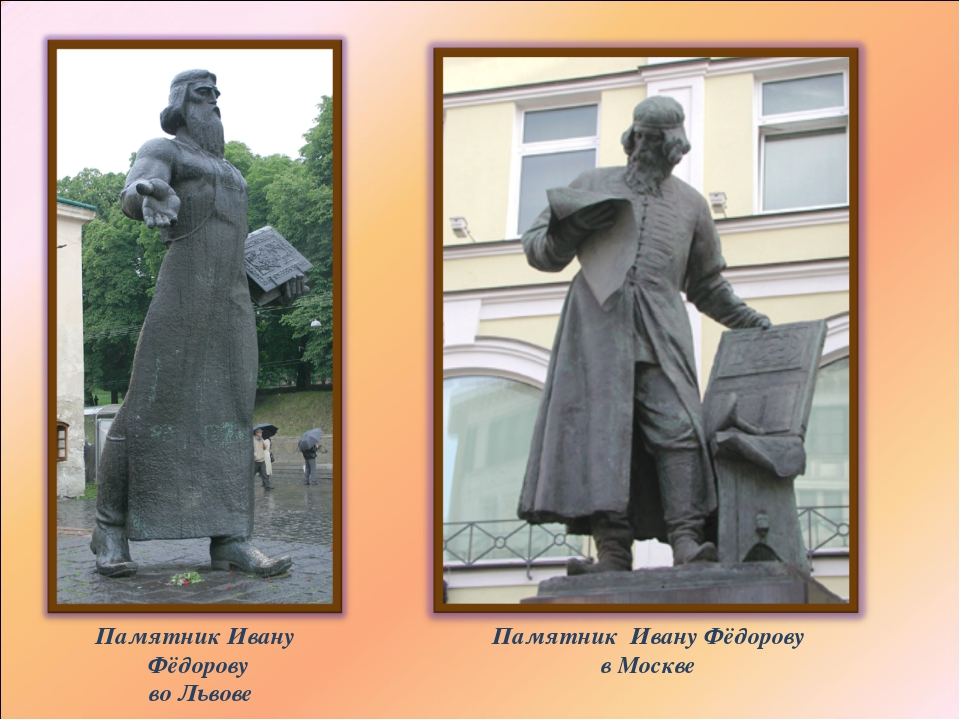 Памятник Ивану
Фёдорову
во Львове
Памятник Ивану Фёдорову
в Москве